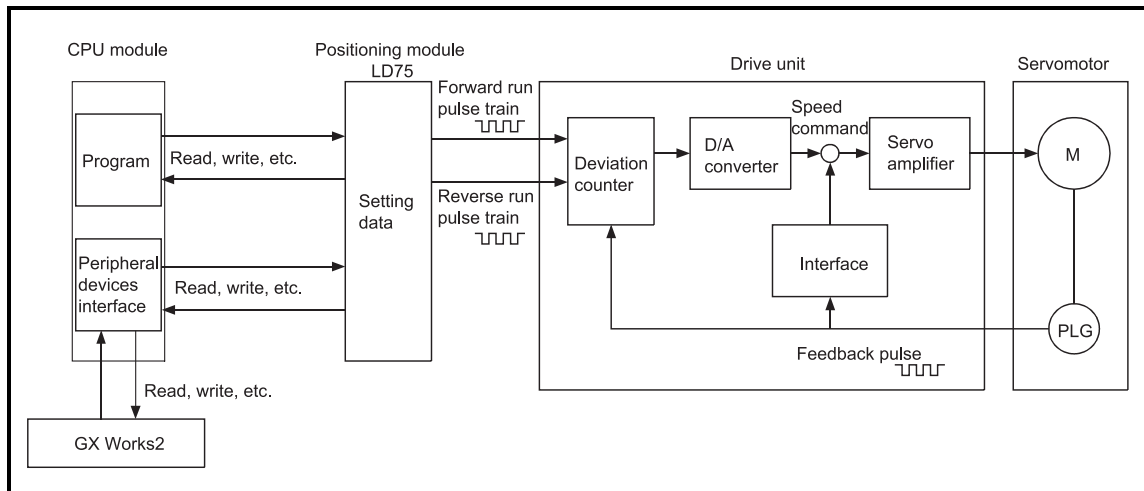 CPU module
Program
Read, write, etc.
Peripheral
devices
interface
Read, write, etc.
Read, write, etc.
GX Works2
Positioning module
LD75
Setting
data
Forward run
pulse train
Reverse run
pulse train
Drive unit
Deviation
counter
D/A
converter
Speed
command
Servo
amplifier
Interface
Feedback pulse
Servomotor
M
PLG